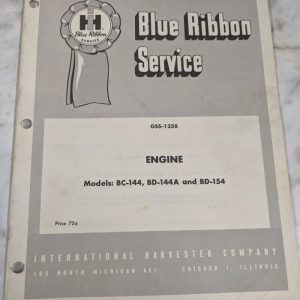 IH
Blue Ribbon
SERVICE
Blue Ribbon
Service
GSS-1358
ENGINE
Models: BC-144, BD-144A and BD-154
Price 75¢
INTERNATIONAL HARVESTER COMPANY
180 NORTH MICHIGAN AVE. CHICAGO 1, ILLINOIS